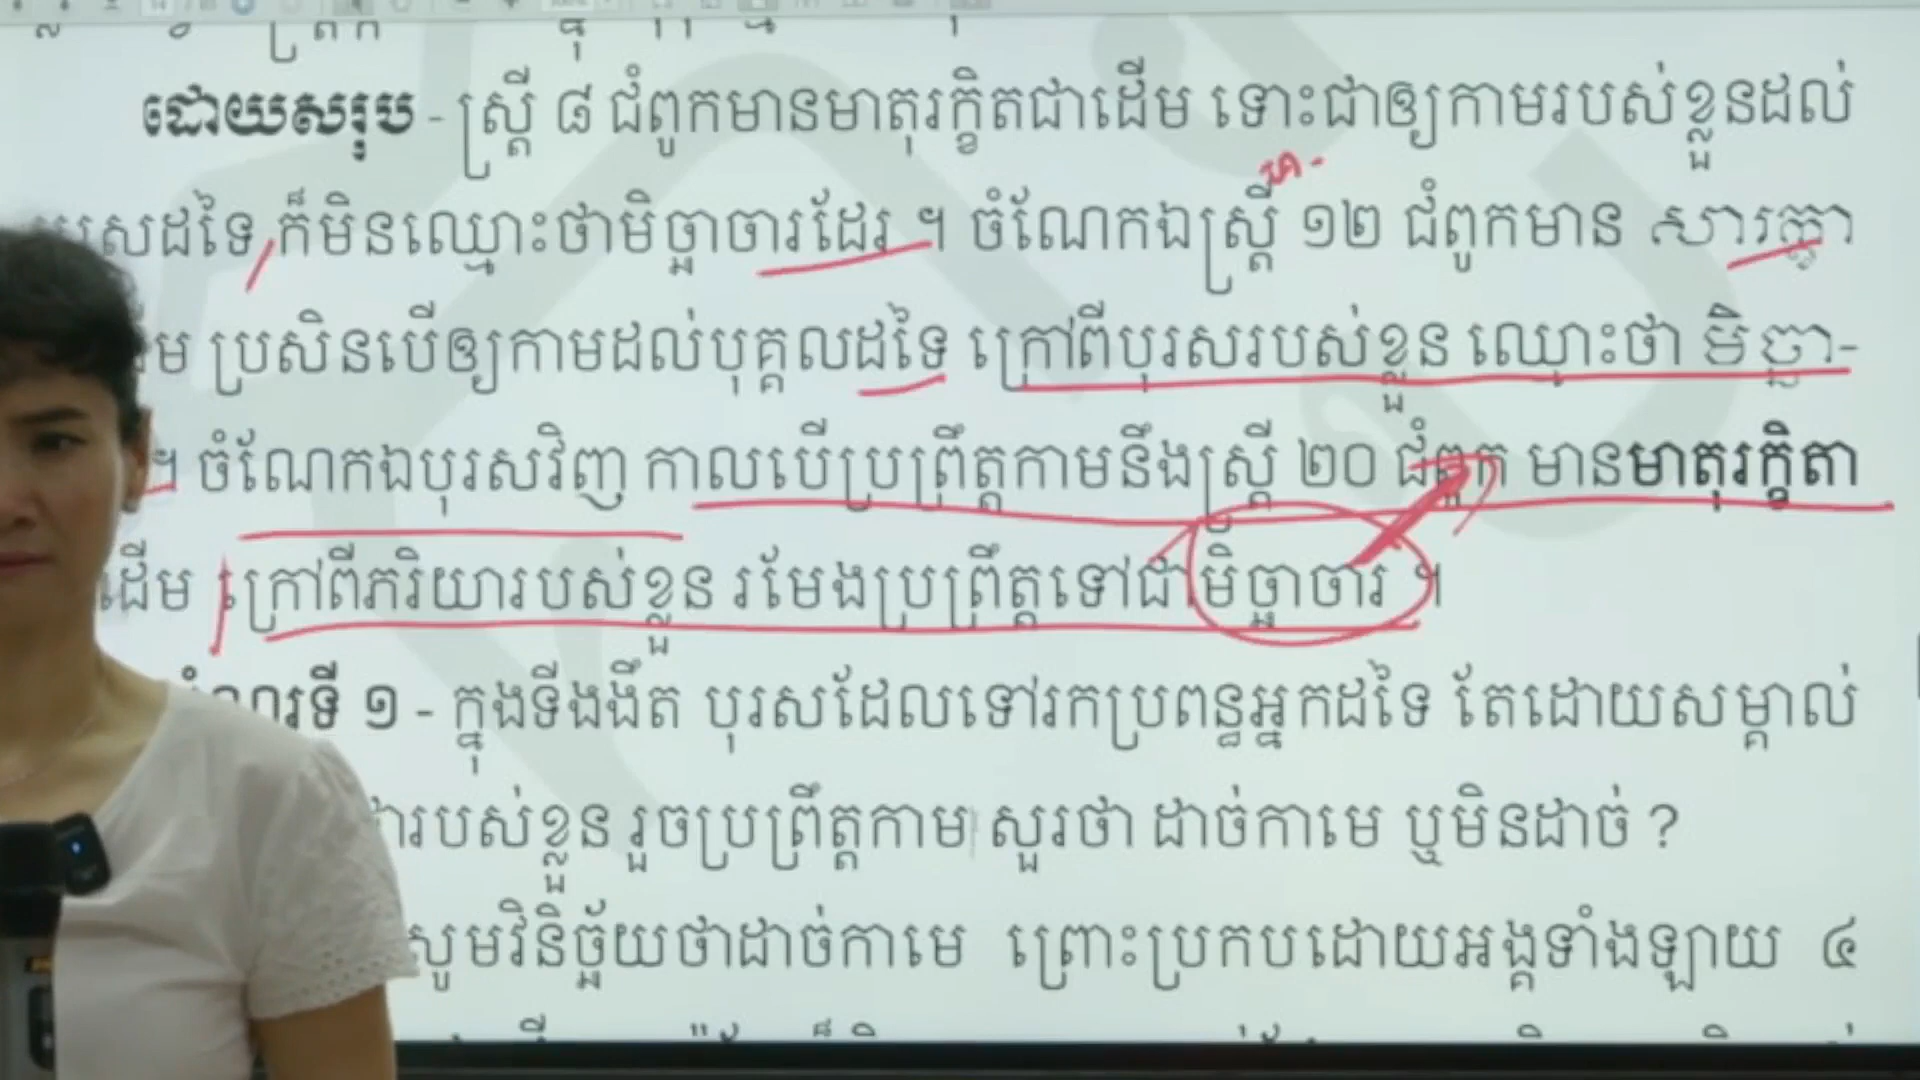 ដោយសរុប - ស្ត្រី ៨ ជំពូកមានមាតុរក្ខិតជាដើម ទោះជាឲ្យកាមរបស់ខ្លួនដល់
បុរសដទៃ ក៏មិនឈ្មោះថាមិច្ឆាចារដែរ ។ ចំណែកឯស្ត្រី ១២ ជំពូកមាន សារក្ខា
ប្រសិនបើឲ្យកាមដល់បុគ្គលដទៃ ក្រៅពីបុរសរបស់ខ្លួន ឈ្មោះថា មិច្ឆា-
។ ចំណែកឯបុរសវិញ កាលបើប្រព្រឹត្តកាមនឹងស្ត្រី ២០ ជំពូក មានមាតុរក្ខិតា
ដើម ក្រៅពីភរិយារបស់ខ្លួន រមែងប្រព្រឹត្តទៅជាមិច្ឆាចារ ។
ទី ១ - ក្នុងទីងងឹត បុរសដែលទៅរកប្រពន្ធអ្នកដទៃ តែដោយសម្គាល់
របស់ខ្លួន រួចប្រព្រឹត្តកាម សួរថា ដាច់កាមេ ឬមិនដាច់ ?
សូមវិនិច្ឆ័យថាដាច់កាមេ ព្រោះប្រកបដោយអង្គទាំងឡាយ ៤